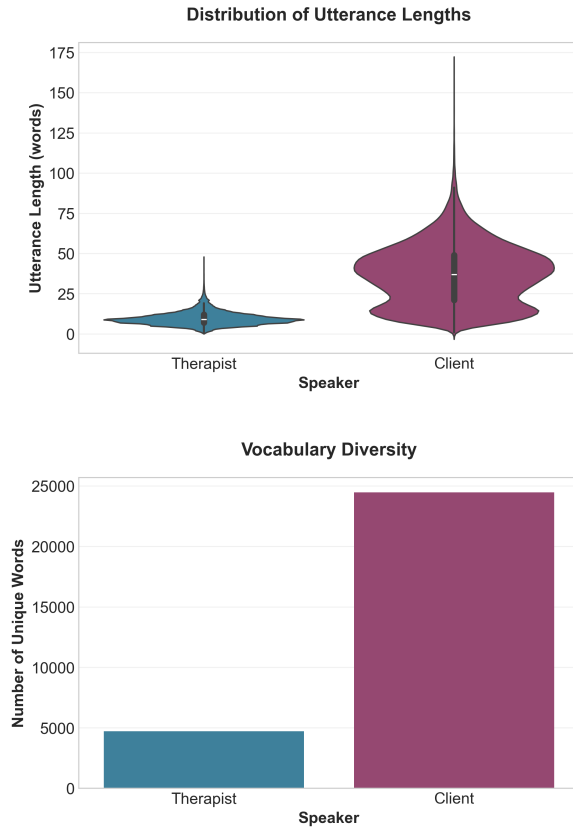 Distribution of Utterance Lengths
175
150
125
100
75
50
25
0
Utterance Length (words)
Therapist Client
Speaker
Vocabulary Diversity
25000
20000
15000
10000
5000
0
Number of Unique Words
Therapist Client
Speaker